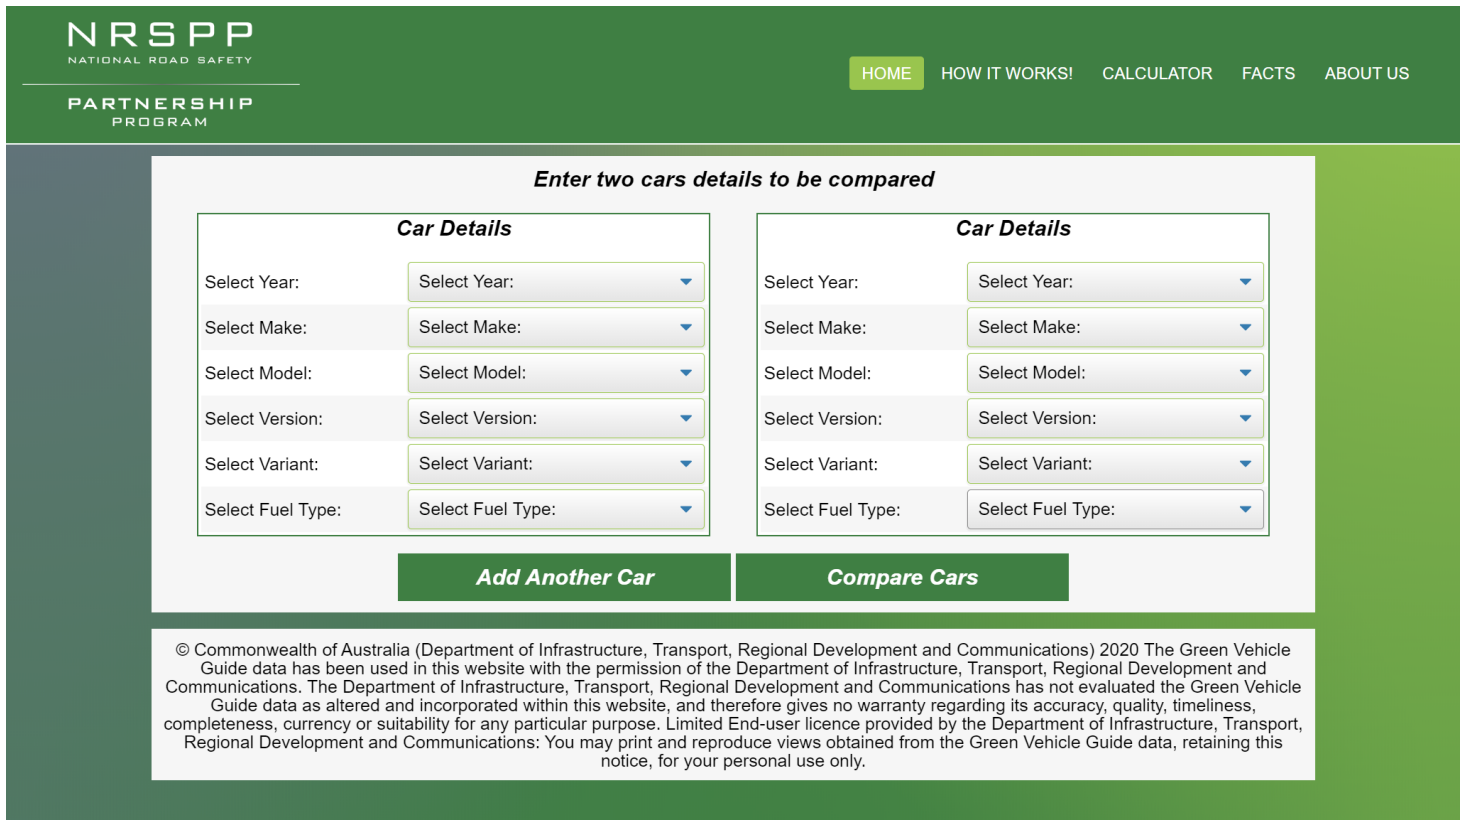 NRSPP
NATIONAL ROAD SAFETY
PARTNERSHIP
PROGRAM
HOME HOW IT WORKS! CALCULATOR FACTS ABOUT US
Enter two cars details to be compared
Car Details
Select Year: Select Year:
Select Make: Select Make:
Select Model: Select Model:
Select Version: Select Version:
Select Variant: Select Variant:
Select Fuel Type: Select Fuel Type:
Car Details
Select Year: Select Year:
Select Make: Select Make:
Select Model: Select Model:
Select Version: Select Version:
Select Variant: Select Variant:
Select Fuel Type: Select Fuel Type:
Add Another Car Compare Cars
© Commonwealth of Australia (Department of Infrastructure, Transport, Regional Development and Communications) 2020 The Green Vehicle
Guide data has been used in this website with the permission of the Department of Infrastructure, Transport, Regional Development and
Communications. The Department of Infrastructure, Transport, Regional Development and Communications has not evaluated the Green Vehicle
Guide data as altered and incorporated within this website, and therefore gives no warranty regarding its accuracy, quality, timeliness,
completeness, currency or suitability for any particular purpose. Limited End-user licence provided by the Department of Infrastructure, Transport,
Regional Development and Communications: You may print and reproduce views obtained from the Green Vehicle Guide data, retaining this
notice, for your personal use only.